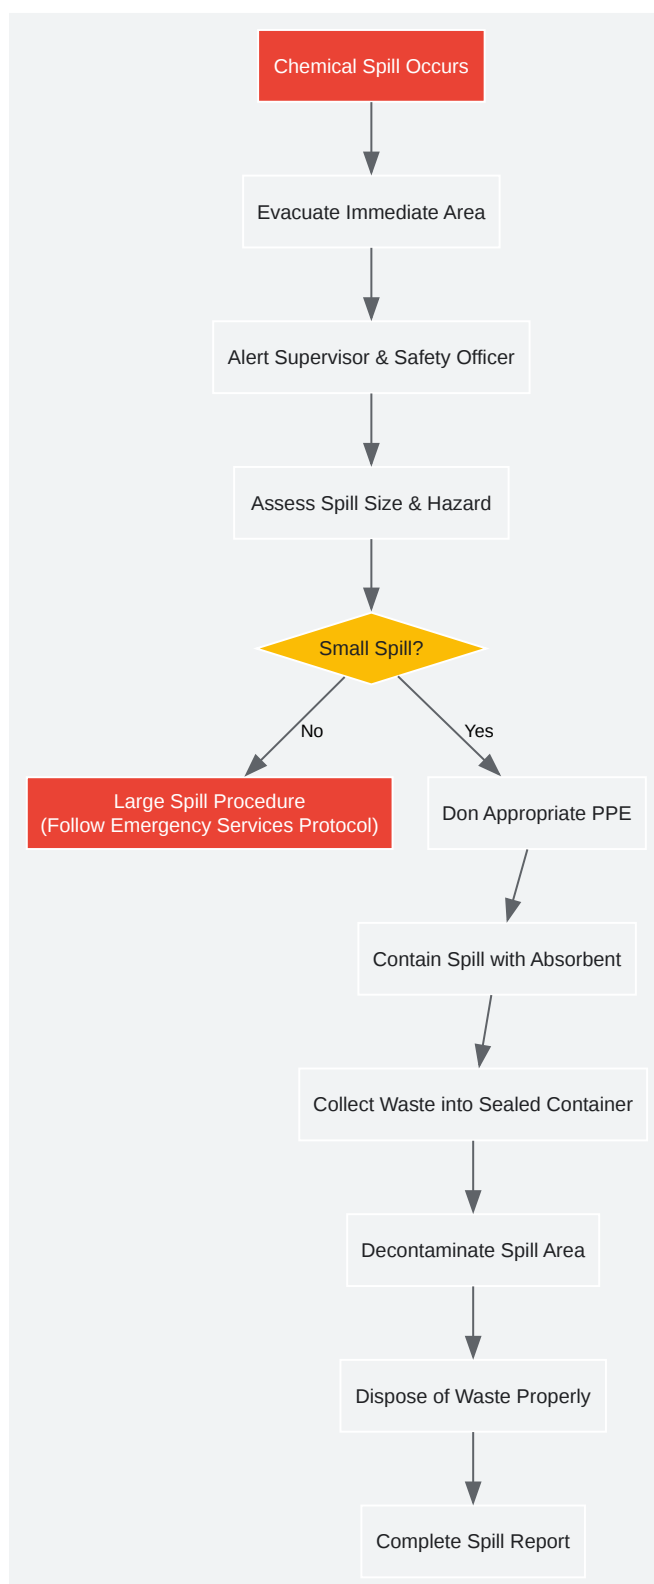 Chemical Spill Occurs
Evacuate Immediate Area
Alert Supervisor & Safety Officer
Assess Spill Size & Hazard
Small Spill?
No
Yes
Large Spill Procedure
(Follow Emergency Services Protocol)
Don Appropriate PPE
Contain Spill with Absorbent
Collect Waste into Sealed Container
Decontaminate Spill Area
Dispose of Waste Properly
Complete Spill Report